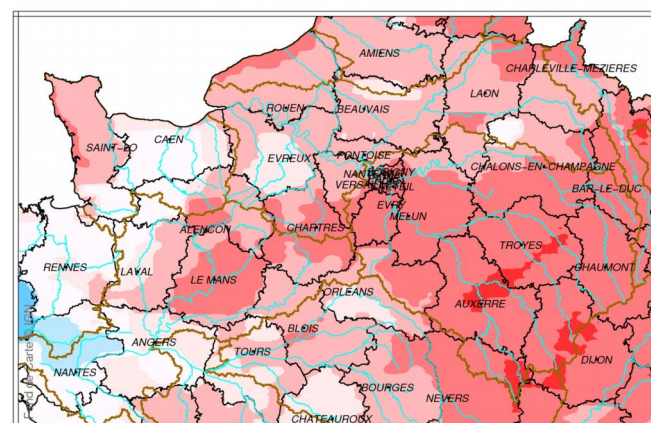 AMIENS
CHARLEVILLE-MEZIERES
LAON
ROUEN
BEAUVAIS
SAINT-LO
CAEN
EVREUX
PONTOISE
CHALONS-EN-CHAMPAGNE
BAR-LE-DUC
EVRY
MELUN
ALENCON
CHARTRES
TROYES
CHAUMONT
RENNES
LAVAL
LE MANS
ORLEANS
AUXERRE
BLOIS
ANGERS
TOURS
DIJON
NANTES
BOURGES
NEVERS
CHATEAUROUX